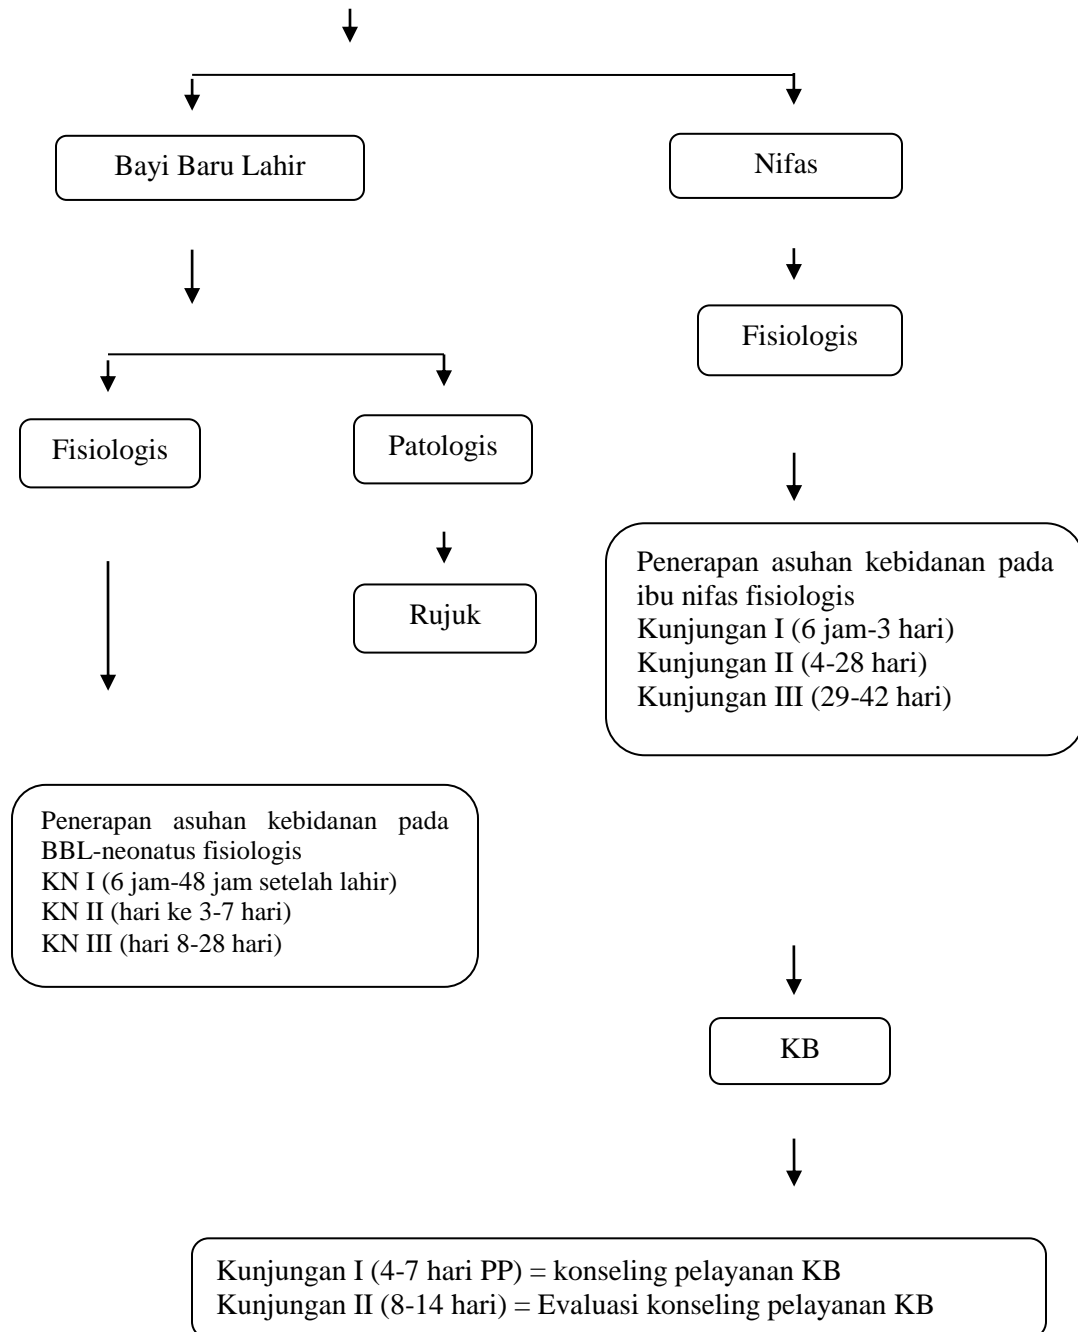 Bayi Baru Lahir
Nifas
Fisiologis
Fisiologis
Patologis
Rujuk
Penerapan asuhan kebidanan pada
ibu nifas fisiologis
Kunjungan I (6 jam-3 hari)
Kunjungan II (4-28 hari)
Kunjungan III (29-42 hari)
Penerapan asuhan kebidanan pada
BBL-neonatus fisiologis
KN I (6 jam-48 jam setelah lahir)
KN II (hari ke 3-7 hari)
KN III (hari 8-28 hari)
KB
Kunjungan I (4-7 hari PP) = konseling pelayanan KB
Kunjungan II (8-14 hari) = Evaluasi konseling pelayanan KB